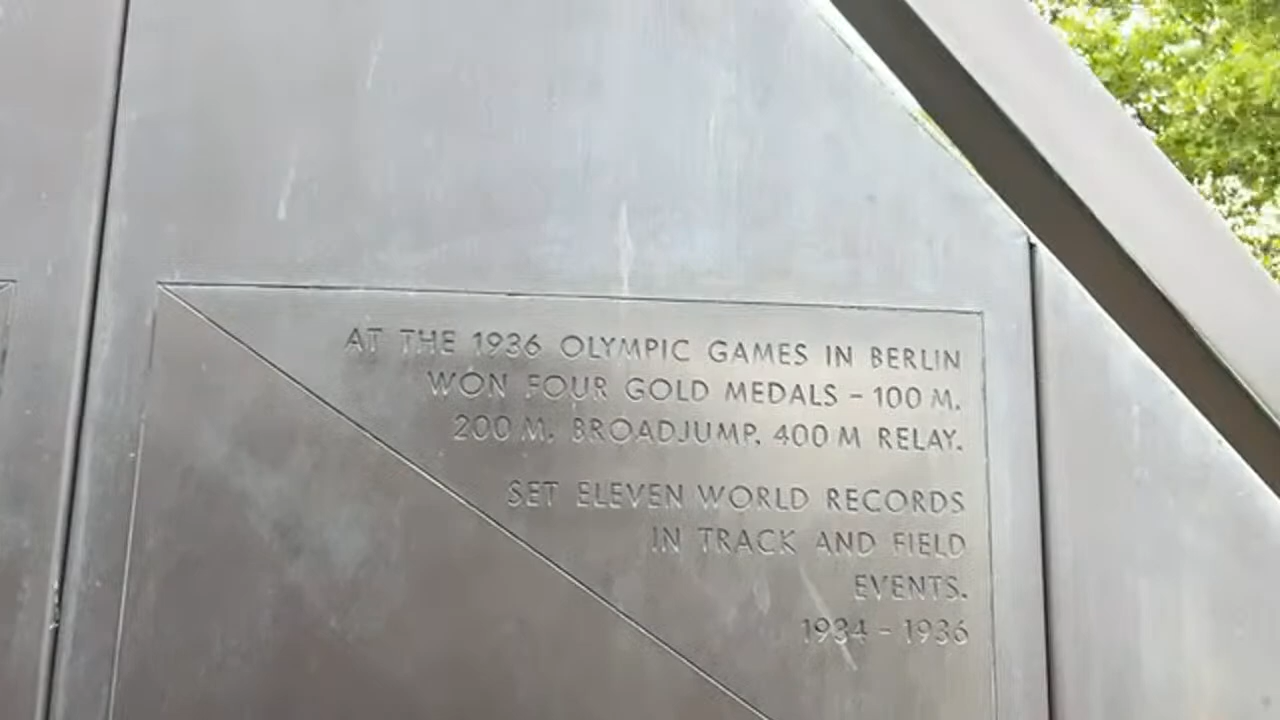 AT THE 1936 OLYMPIC GAMES IN BERLIN
WON FOUR GOLD MEDALS – 100 M.
200 M. BROADJUMP. 400 M RELAY.
SET ELEVEN WORLD RECORDS
IN TRACK AND FIELD
EVENTS.
1934 – 1936